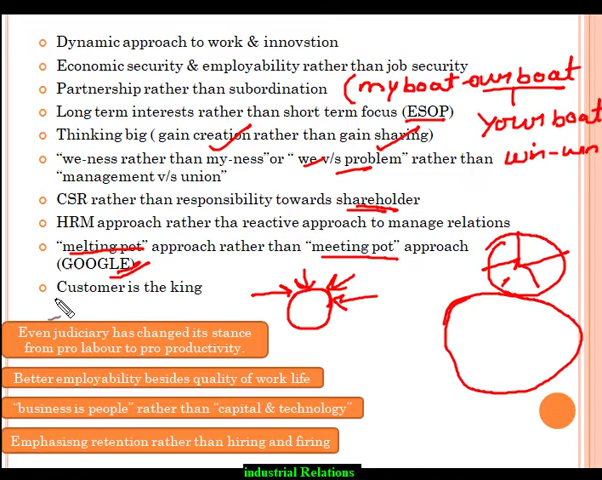 Dynamic approach to work & innovstion
Economic security & employability rather than job security
Partnership rather than subordination (my boat - our boat
Long term interests rather than short term focus (ESOP)
your boat
Thinking big ( gain creation rather than gain sharing)
"we-ness rather than my-ness"or " we v/s problem" rather than
win-win
"management v/s union"
CSR rather than responsibility towards shareholder
HRM approach rather tha reactive approach to manage relations
"melting pot" approach rather than "meeting pot" approach
(GOOGLE)
Customer is the king
Even judiciary has changed its stance
from pro labour to pro productivity.
Better employability besides quality of work life
"business is people" rather than "capital & technology"
Emphasisng retention rather than hiring and firing
industrial Relations